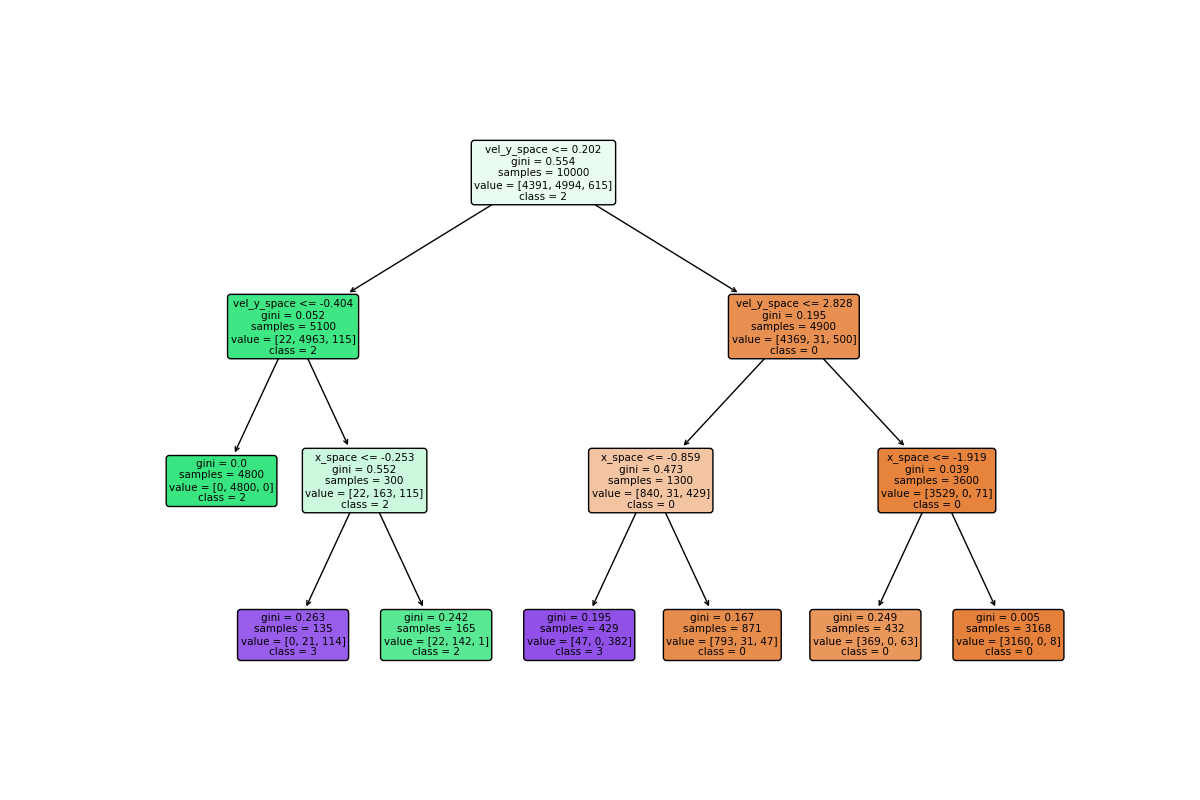 vel_y_space <= 0.202
gini = 0.554
samples = 10000
value = [4391, 4994, 615]
class = 2
vel_y_space <= -0.404
gini = 0.052
samples = 5100
value = [22, 4963, 115]
class = 2
vel_y_space <= 2.828
gini = 0.195
samples = 4900
value = [4369, 31, 500]
class = 0
gini = 0.0
samples = 4800
value = [0, 4800, 0]
class = 2
x_space <= -0.253
gini = 0.552
samples = 300
value = [22, 163, 115]
class = 2
x_space <= -0.859
gini = 0.473
samples = 1300
value = [840, 31, 429]
class = 0
x_space <= -1.919
gini = 0.039
samples = 3600
value = [3529, 0, 71]
class = 0
gini = 0.263
samples = 135
value = [0, 21, 114]
class = 3
gini = 0.242
samples = 165
value = [22, 142, 1]
class = 2
gini = 0.195
samples = 429
value = [47, 0, 382]
class = 3
gini = 0.167
samples = 871
value = [793, 31, 47]
class = 0
gini = 0.249
samples = 432
value = [369, 0, 63]
class = 0
gini = 0.005
samples = 3168
value = [3160, 0, 8]
class = 0